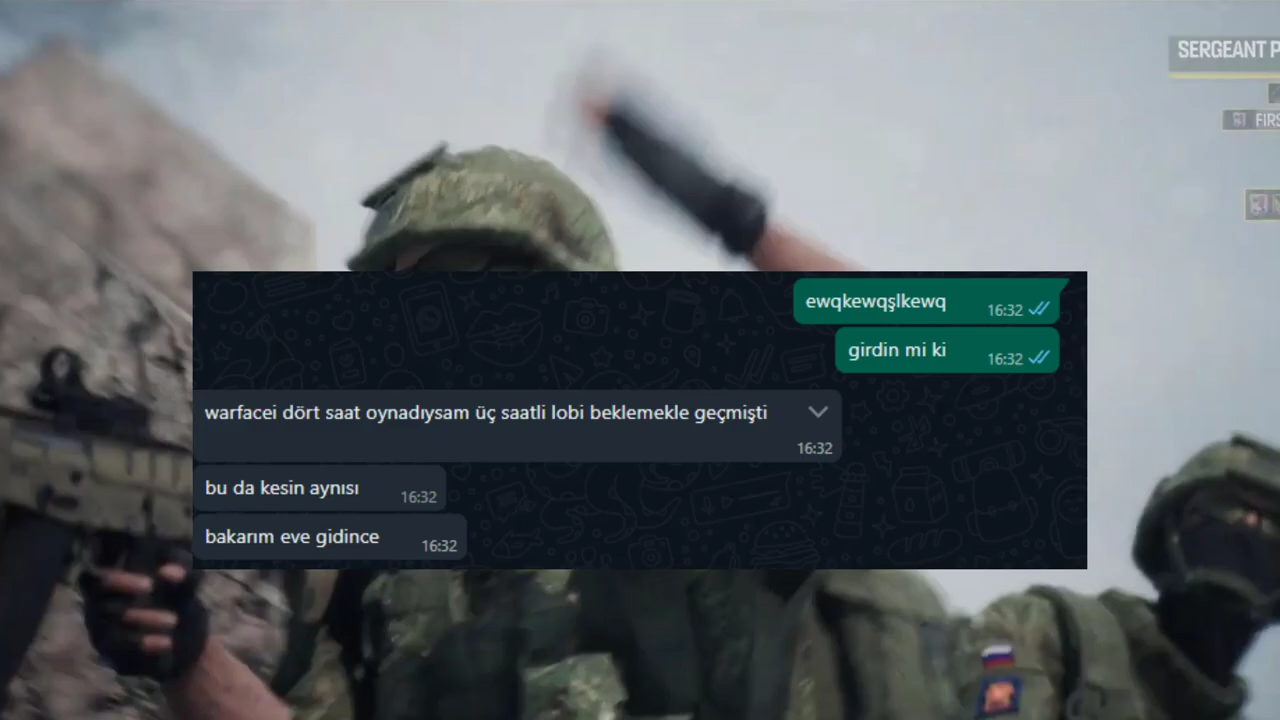 SERGEANT P
FIRS
ewqkewqşlkewq 16:32
girdin mi ki 16:32
warfacei dört saat oynadıysam üç saatli lobi beklemekle geçmişti
16:32
bu da kesin aynısı 16:32
bakarım eve gidince 16:32